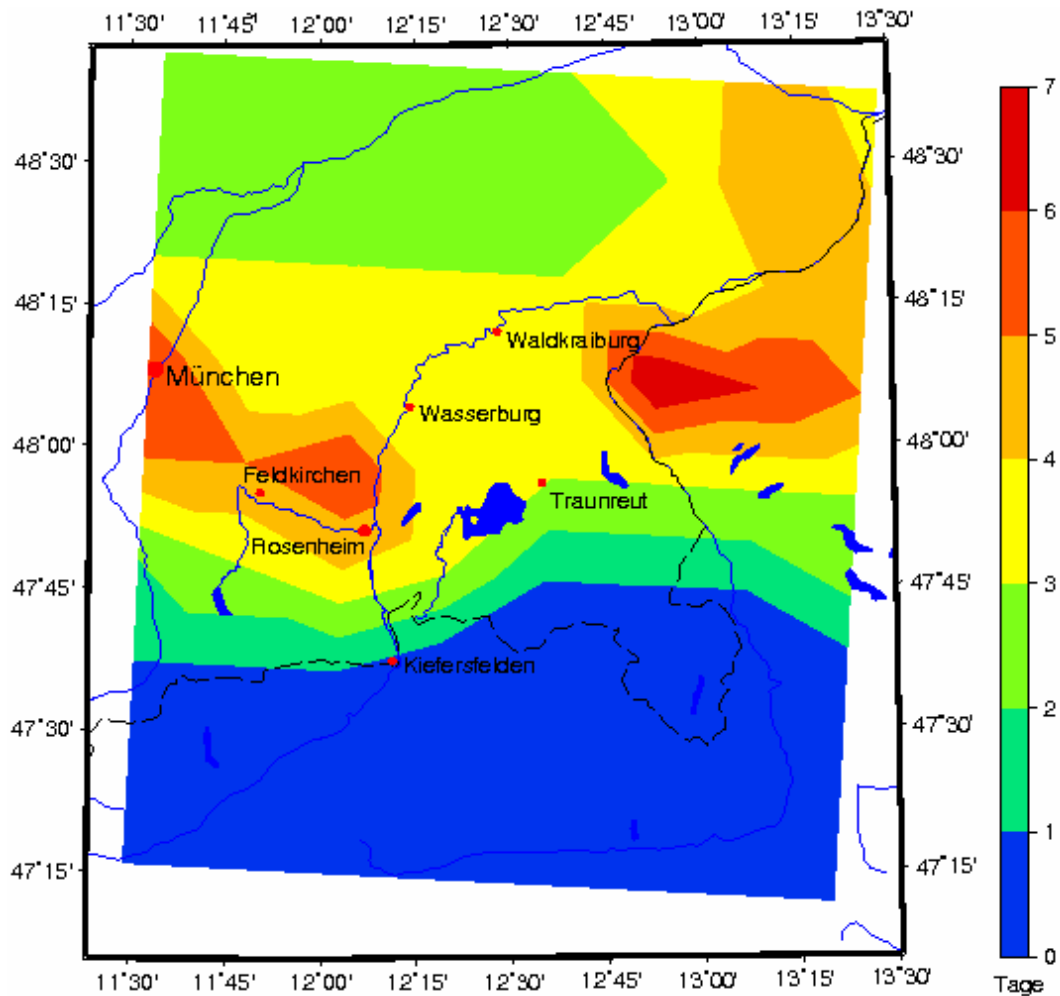 11˚30' 11˚45' 12˚00' 12˚15' 12˚30' 12˚45' 13˚00' 13˚15' 13˚30'
48˚30' 48˚30'
48˚15' 48˚15'
Waldkraiburg
München
Wasserburg
48˚00' 48˚00'
Feldkirchen
Traunreut
Rosenheim
47˚45' 47˚45'
Kiefersfelden
47˚30' 47˚30'
47˚15' 47˚15'
11˚30' 11˚45' 12˚00' 12˚15' 12˚30' 12˚45' 13˚00' 13˚15' 13˚30'
7
6
5
4
3
2
1
0
Tage